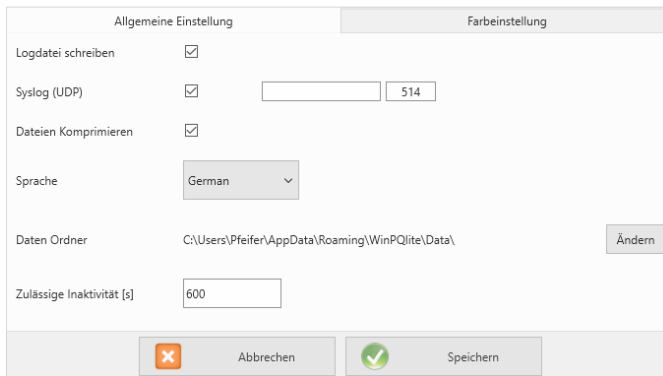 Allgemeine Einstellung Farbeinstellung
Logdatei schreiben
Syslog (UDP) 514
Dateien Komprimieren
Sprache German
Daten Ordner C:\Users\Pfeifer\AppData\Roaming\WinPQlite\Data\ Ändern
Zulässige Inaktivität [s] 600
Abbrechen Speichern